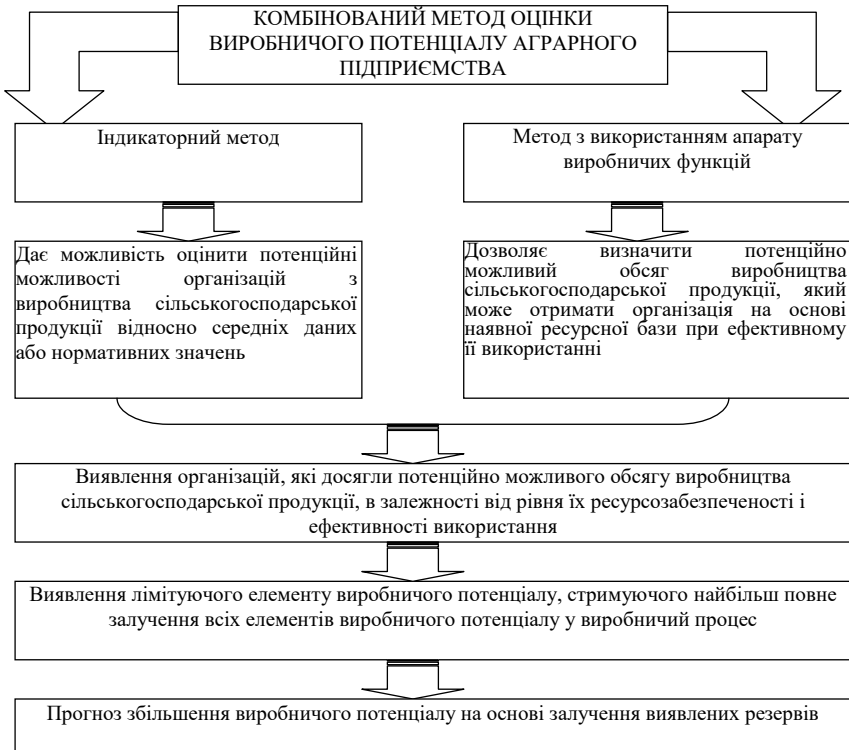 КОМБІНОВАНИЙ МЕТОД ОЦІНКИ
ВИРОБНИЧОГО ПОТЕНЦІАЛУ АГРАРНОГО
ПІДПРИЄМСТВА
Індикаторний метод
Метод з використанням апарату
виробничих функцій
Дає можливість оцінити потенційні
можливості організацій з
виробництва сільськогосподарської
продукції відносно середніх даних
або нормативних значень
Дозволяє визначити потенційно
можливий обсяг виробництва
сільськогосподарської продукції, який
може отримати організація на основі
наявної ресурсної бази при ефективному
її використанні
Виявлення організацій, які досягли потенційно можливого обсягу виробництва
сільськогосподарської продукції, в залежності від рівня їх ресурсозабезпеченості і
ефективності використання
Виявлення лімітуючого елементу виробничого потенціалу, стримуючого найбільш повне
залучення всіх елементів виробничого потенціалу у виробничий процес
Прогноз збільшення виробничого потенціалу на основі залучення виявлених резервів